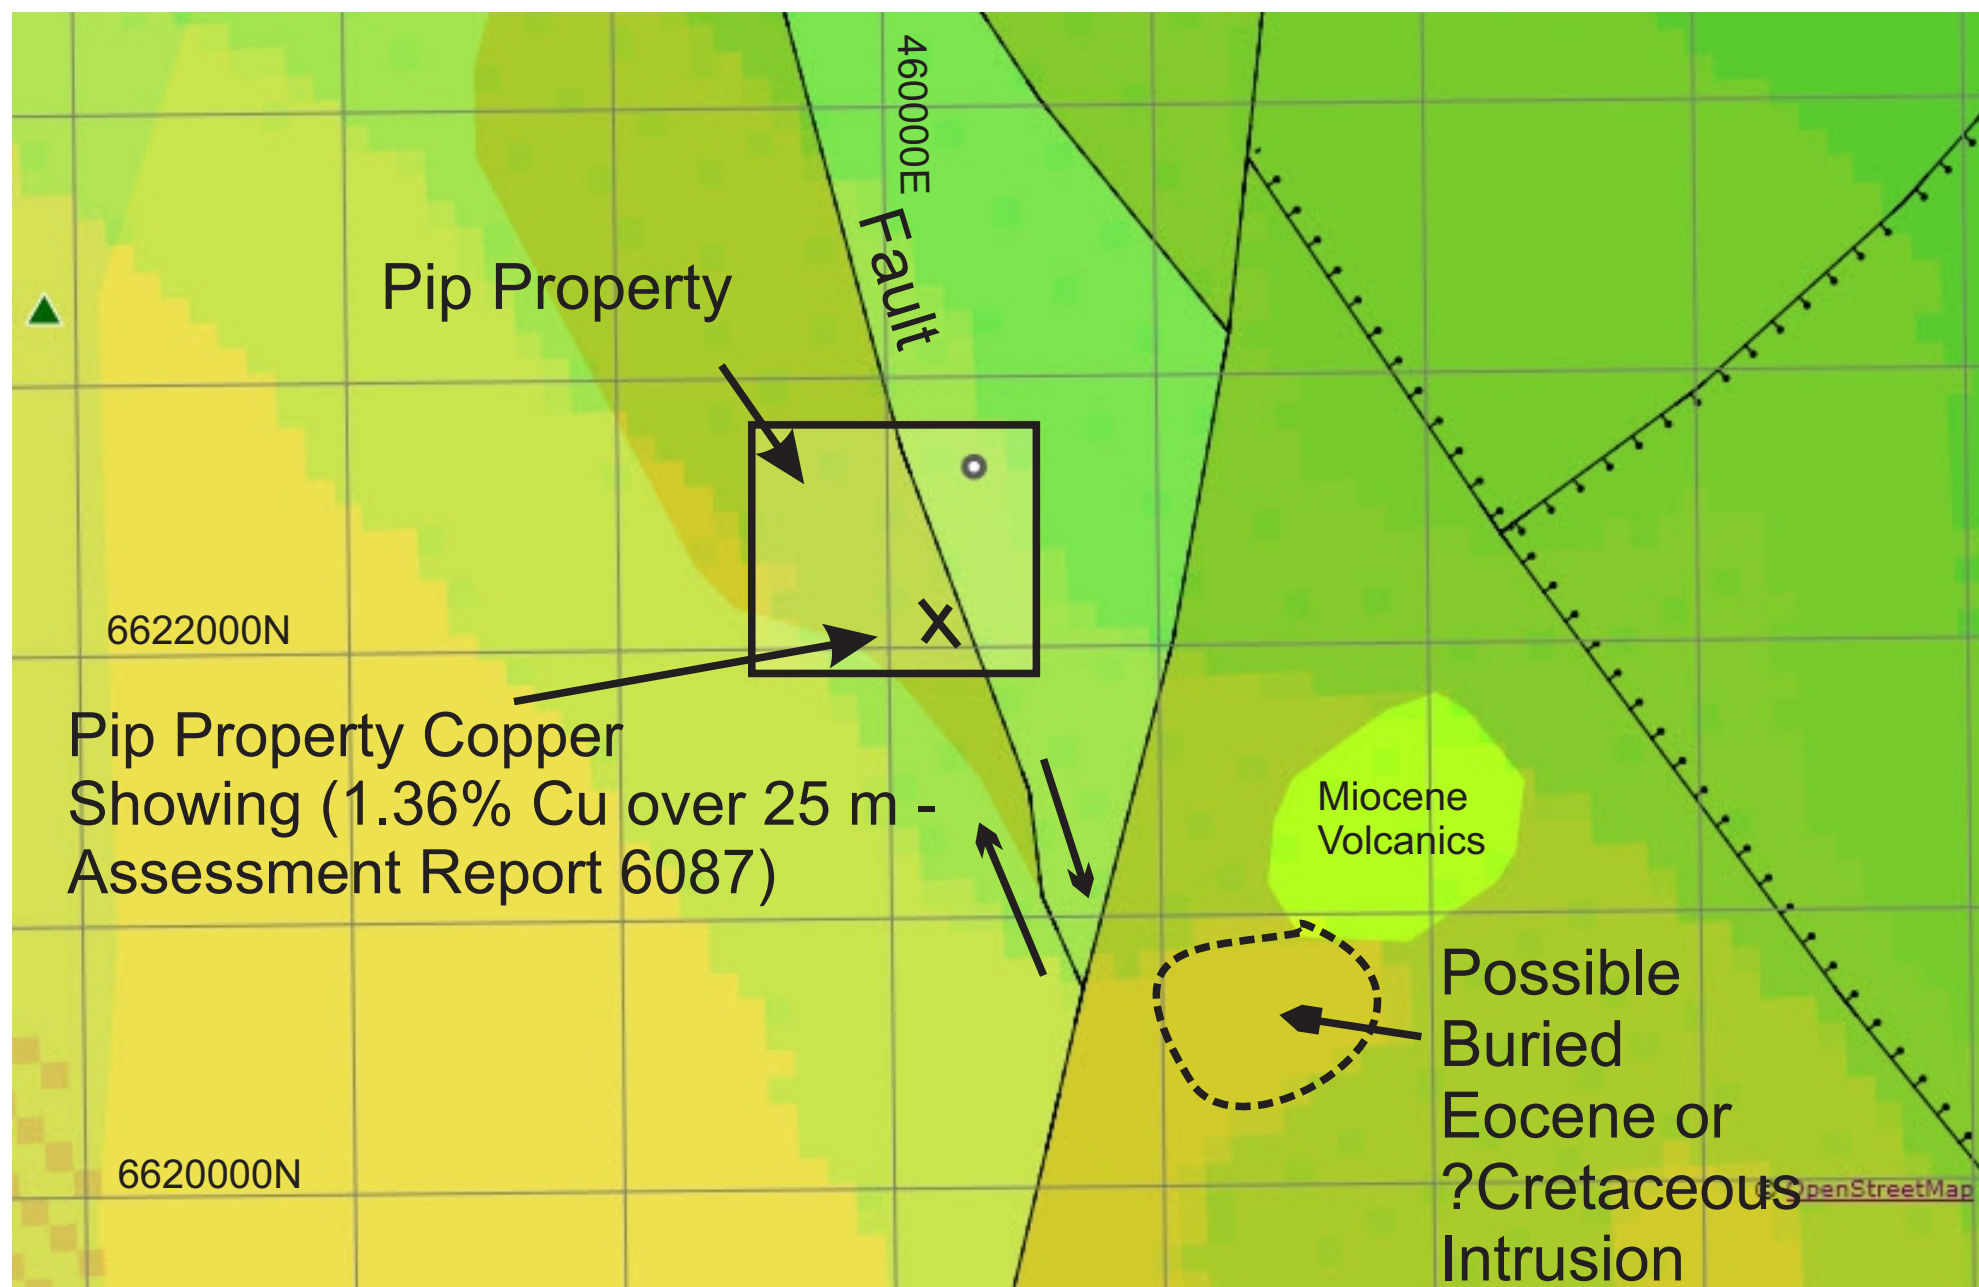 460000E
Fault
Pip Property
6622000N
Pip Property Copper
Showing (1.36% Cu over 25 m -
Assessment Report 6087)
Miocene
Volcanics
Possible
Buried
Eocene or
?Cretaceous
Intrusion
6620000N
© OpenStreetMap